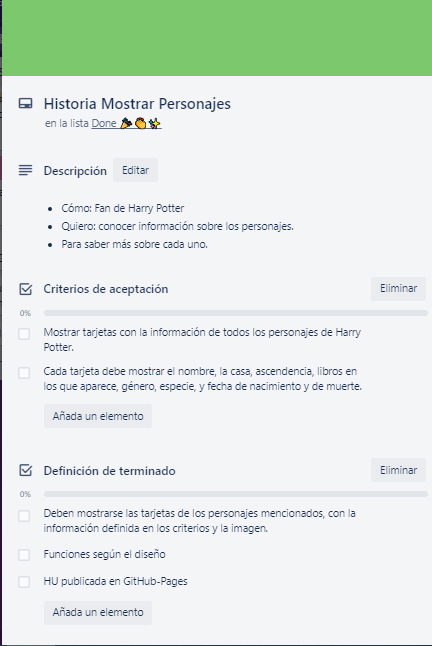 Historia Mostrar Personajes
en la lista Done 🎉👏✨
Descripción Editar
Cómo: Fan de Harry Potter
Quiero: conocer información sobre los personajes.
Para saber más sobre cada uno.
Criterios de aceptación Eliminar
0%
Mostrar tarjetas con la información de todos los personajes de Harry
Potter.
Cada tarjeta debe mostrar el nombre, la casa, ascendencia, libros en
los que aparece, género, especie, y fecha de nacimiento y de muerte.
Añada un elemento
Definición de terminado Eliminar
0%
Deben mostrarse las tarjetas de los personajes mencionados, con la
información definida en los criterios y la imagen.
Funciones según el diseño
HU publicada en GitHub-Pages
Añada un elemento